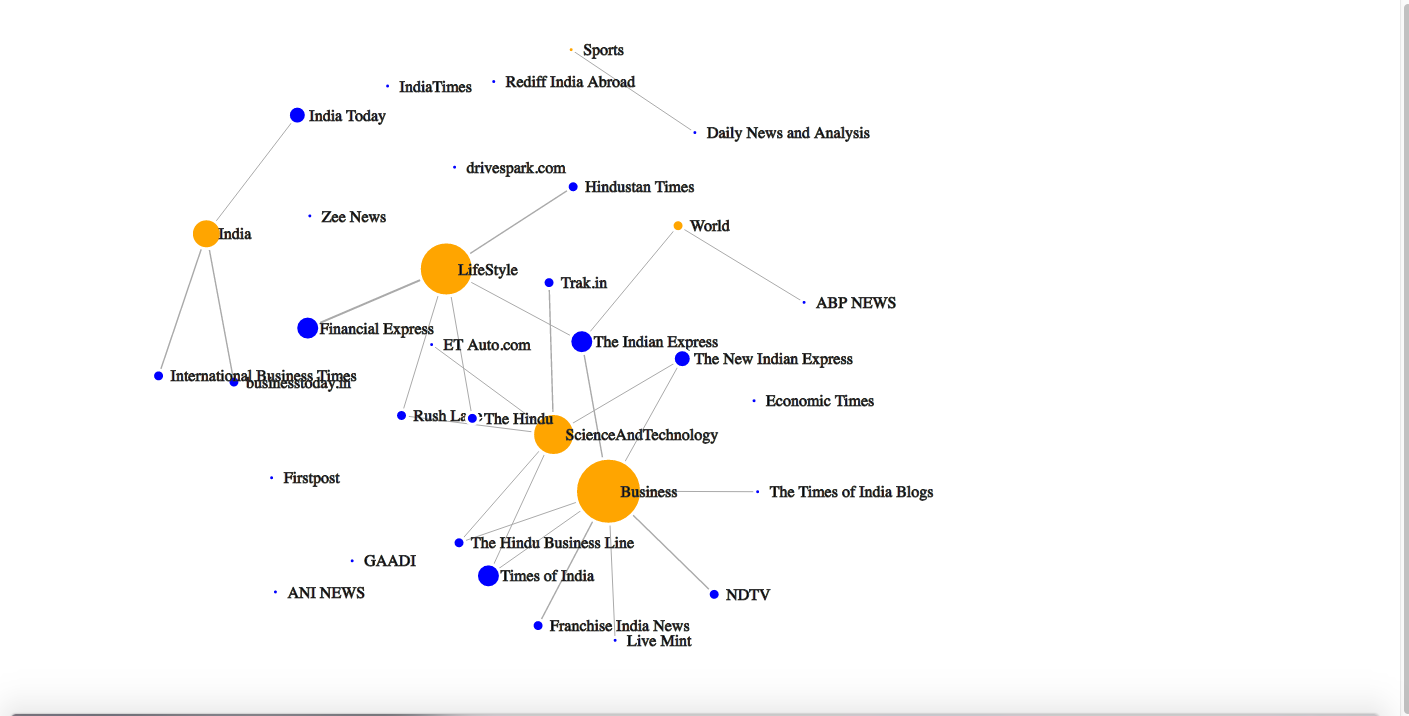 Sports
Rediff India Abroad
IndiaTimes
India Today
Daily News and Analysis
drivespark.com
Hindustan Times
Zee News
World
India
LifeStyle
Trak.in
ABP NEWS
Financial Express
The Indian Express
ET Auto.com
The New Indian Express
International Business Times
businesstoday.in
Economic Times
Rush
The Hindu
ScienceAndTechnology
Firstpost
Business
The Times of India Blogs
The Hindu Business Line
GAADI
Times of India
ANI NEWS
NDTV
Franchise India News
Live Mint